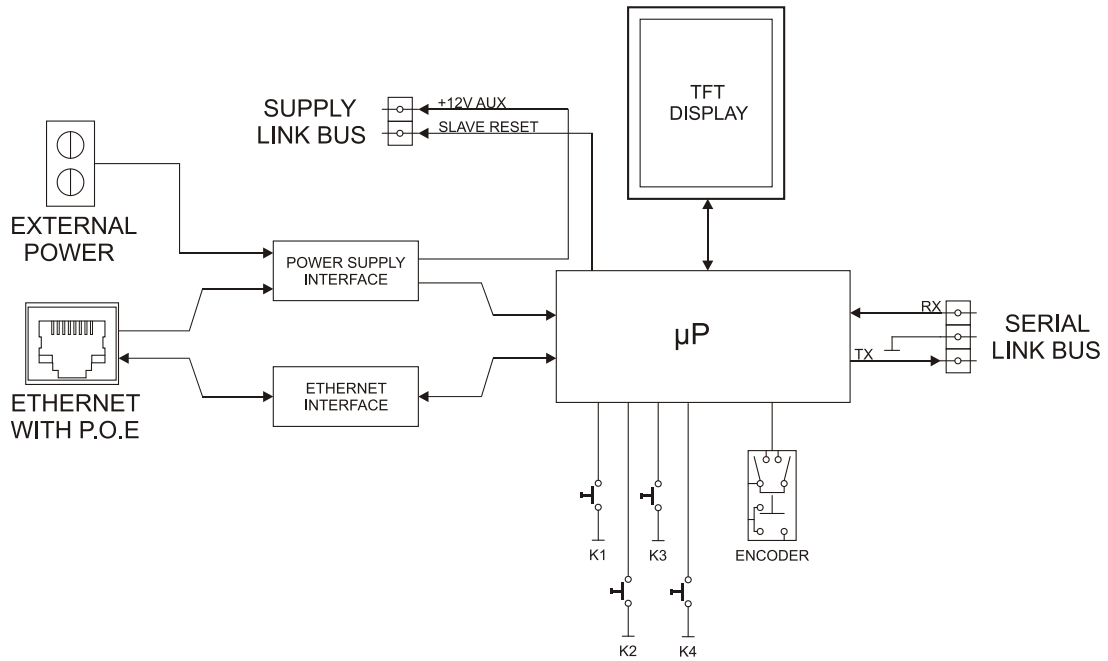 TFT
DISPLAY
SUPPLY
LINK BUS
+12V AUX
SLAVE RESET
EXTERNAL
POWER
POWER SUPPLY
INTERFACE
µP
RX
TX
SERIAL
LINK BUS
ETHERNET
WITH P.O.E
ETHERNET
INTERFACE
K1
K3
ENCODER
K2
K4